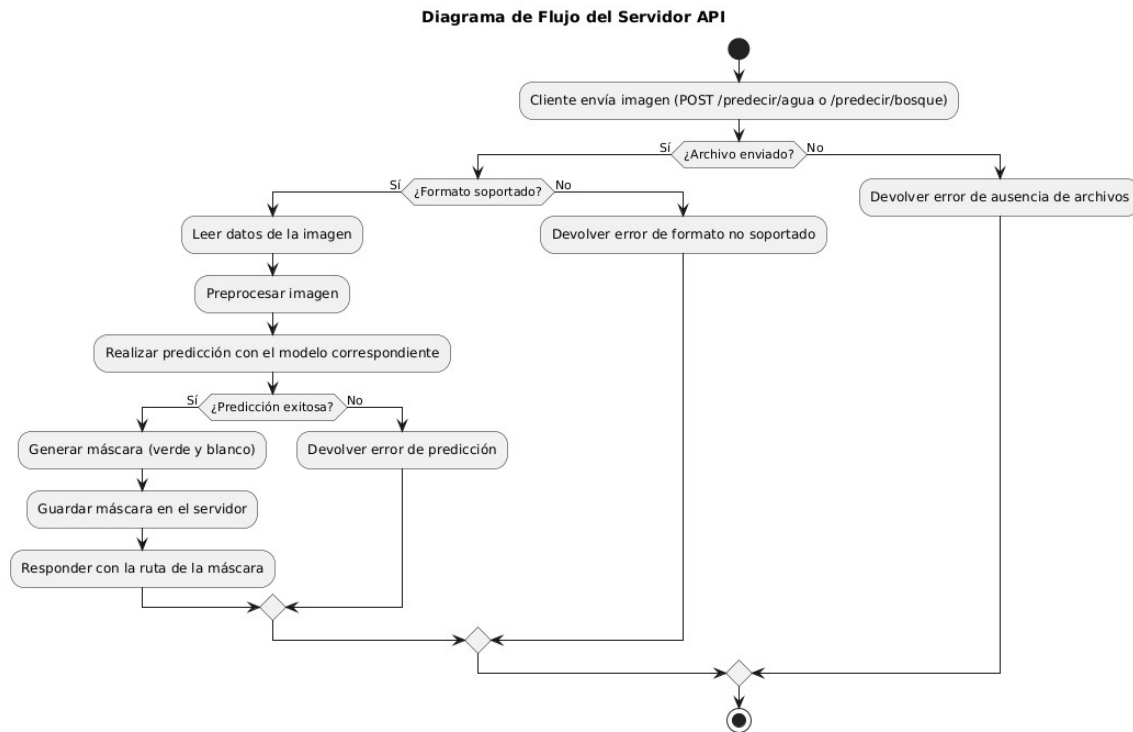 Diagrama de Flujo del Servidor API
Cliente envía imagen (POST /predecir/agua o /predecir/bosque)
Sí
¿Archivo enviado?
No
Sí
¿Formato soportado?
No
Devolver error de ausencia de archivos
Leer datos de la imagen
Devolver error de formato no soportado
Preprocesar imagen
Realizar predicción con el modelo correspondiente
Sí
¿Predicción exitosa?
No
Generar máscara (verde y blanco)
Devolver error de predicción
Guardar máscara en el servidor
Responder con la ruta de la máscara